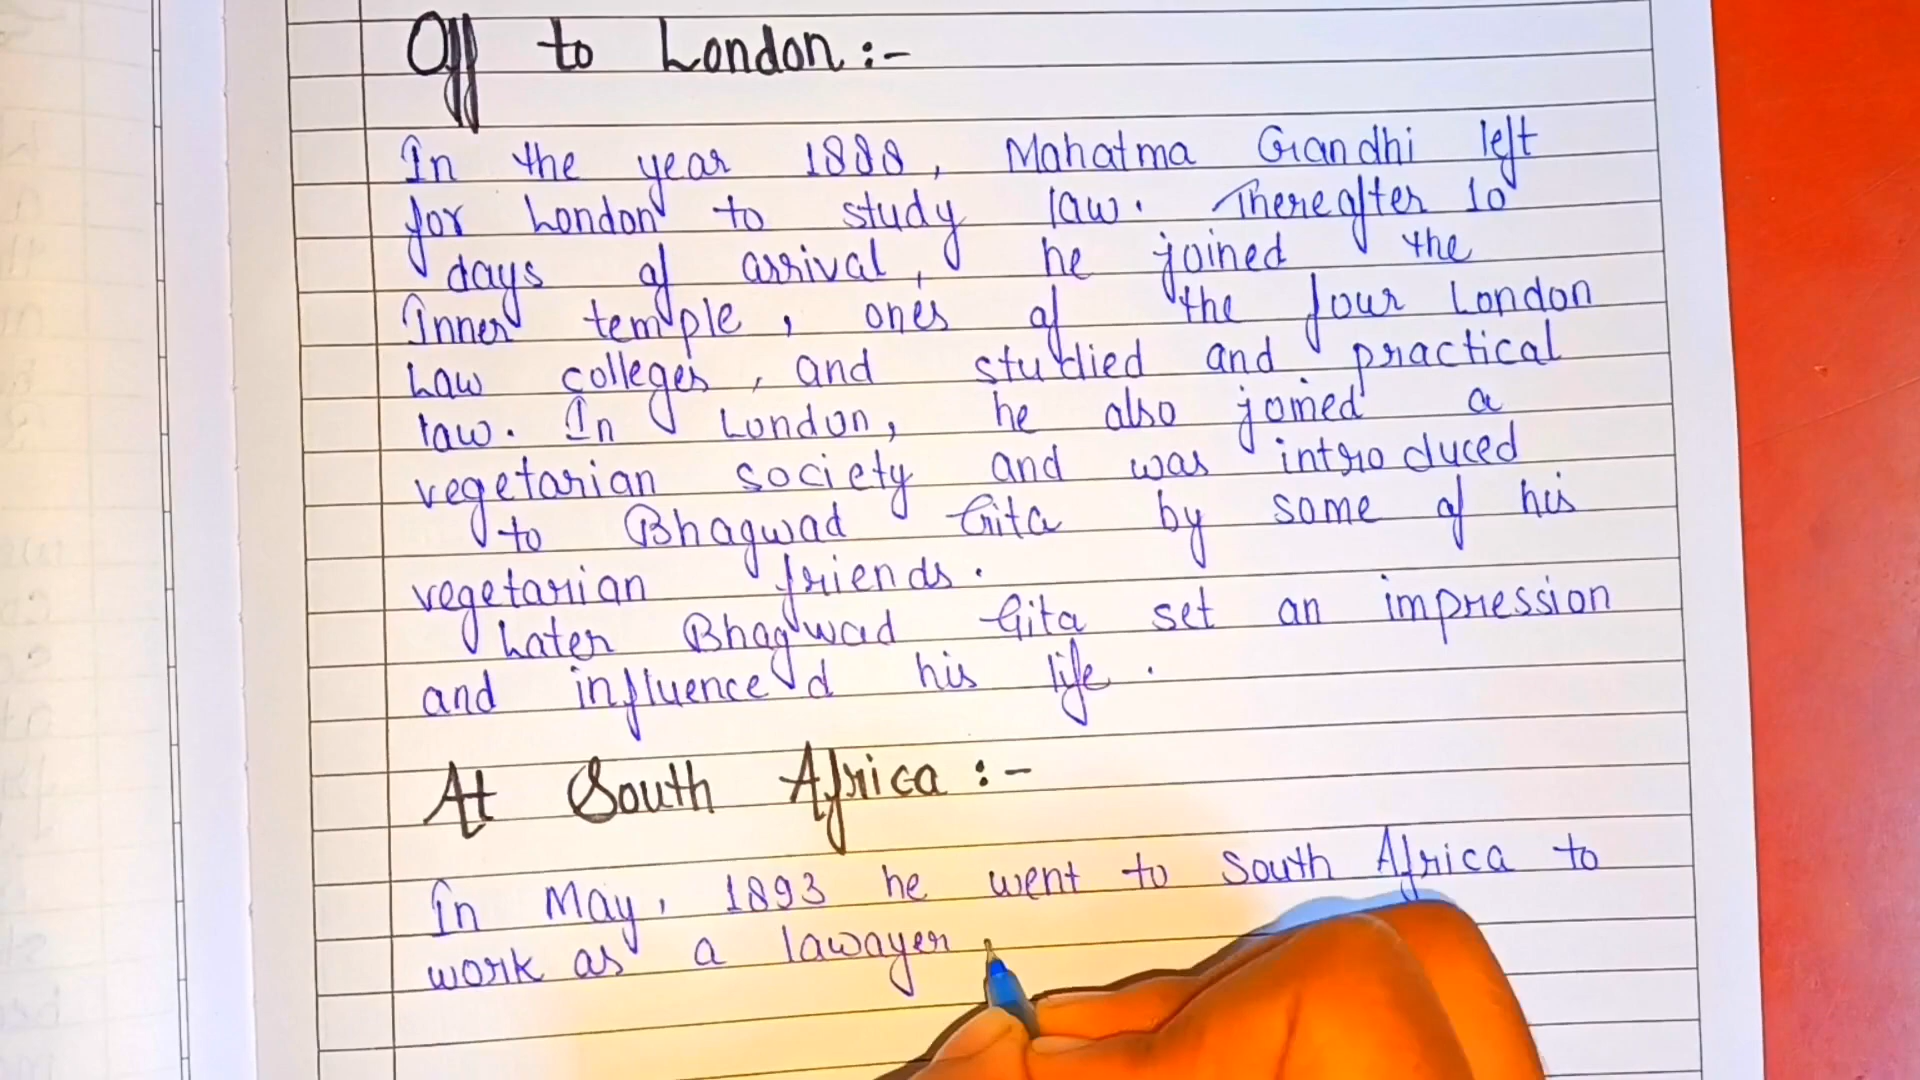 Off to London :-
In the year 1888, Mahatma Gandhi left
for London to study law. Thereafter 10
days of arrival, he joined the
Inner temple, ones of the four London
Law colleges, and studied and practical
law. In London, he also joined a
vegetarian society and was introduced
to Bhagwad Gita by some of his
vegetarian friends.
Later Bhagwad Gita set an impression
and influenced his life.
At South Africa :-
In May, 1893 he went to South Africa to
work as a lawayer